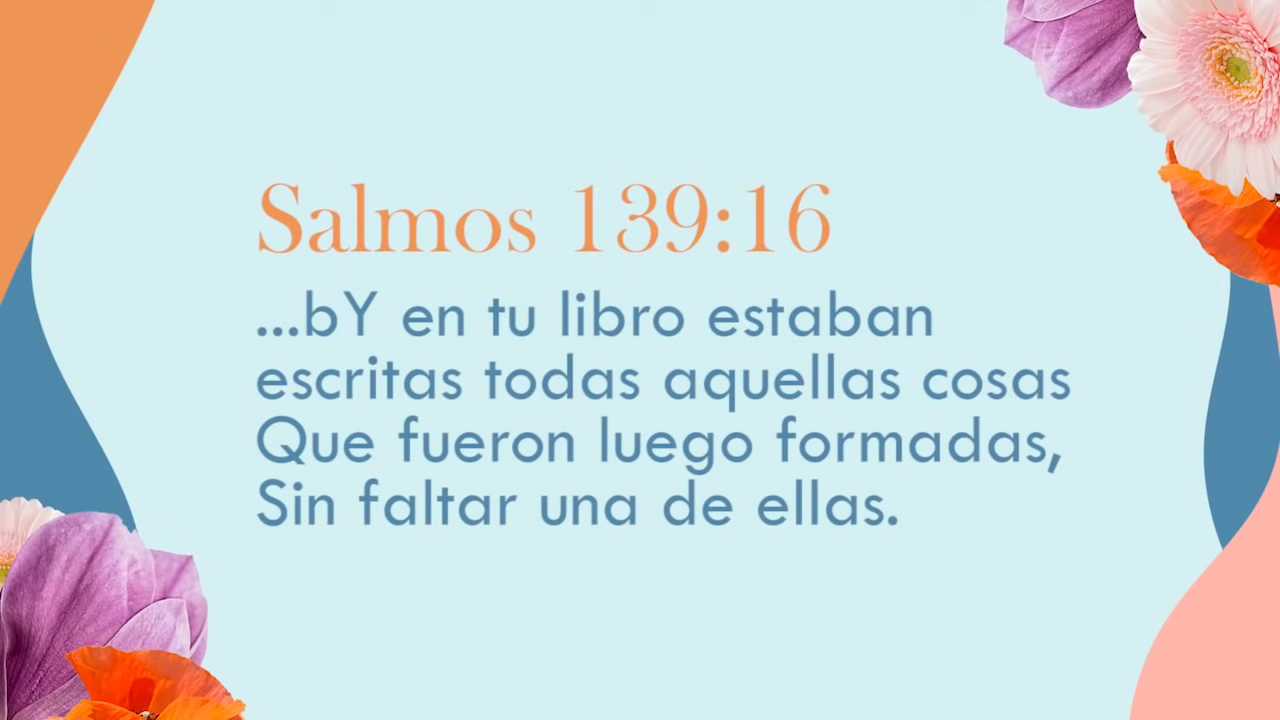 Salmos 139:16
...bY en tu libro estaban
escritas todas aquellas cosas
Que fueron luego formadas,
Sin faltar una de ellas.